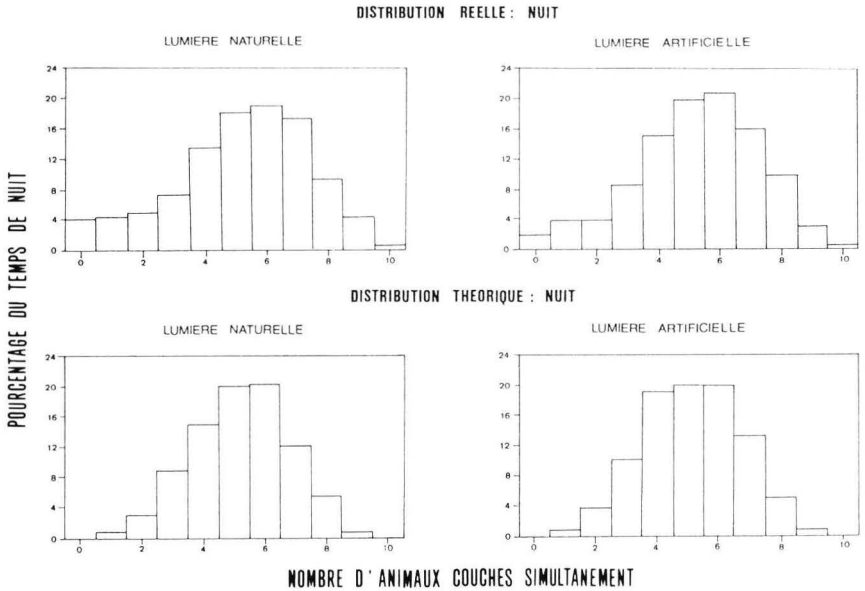 DISTRIBUTION REELLE : NUIT
LUMIERE NATURELLE
24
20
16
12
8
4
0
0 2 4 6 8 10
LUMIERE ARTIFICIELLE
24
20
16
12
8
4
0
0 2 4 6 8 10
POURCENTAGE DU TEMPS DE NUIT
DISTRIBUTION THEORIQUE : NUIT
LUMIERE NATURELLE
24
20
16
12
8
4
0
0 2 4 6 8 10
LUMIERE ARTIFICIELLE
24
20
16
12
8
4
0
0 2 4 6 8 10
NOMBRE D'ANIMAUX COUCHES SIMULTANEMENT